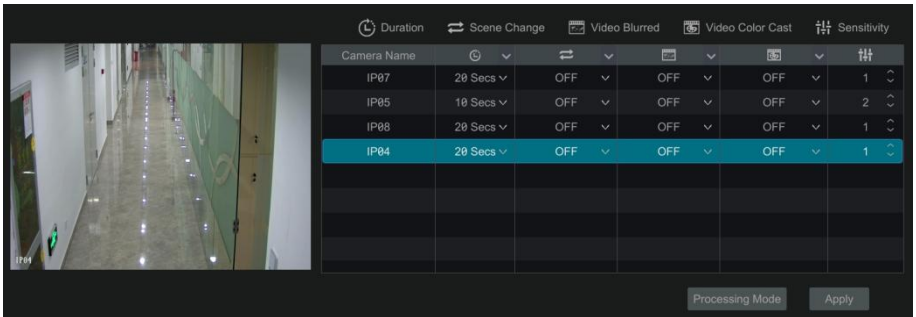 Duration Scene Change Video Blurred Video Color Cast Sensitivity
Camera Name
IP07 20 Secs OFF OFF OFF 1
IP05 10 Secs OFF OFF OFF 2
IP08 20 Secs OFF OFF OFF 1
IP04 20 Secs OFF OFF OFF 1
IP04
Processing Mode Apply